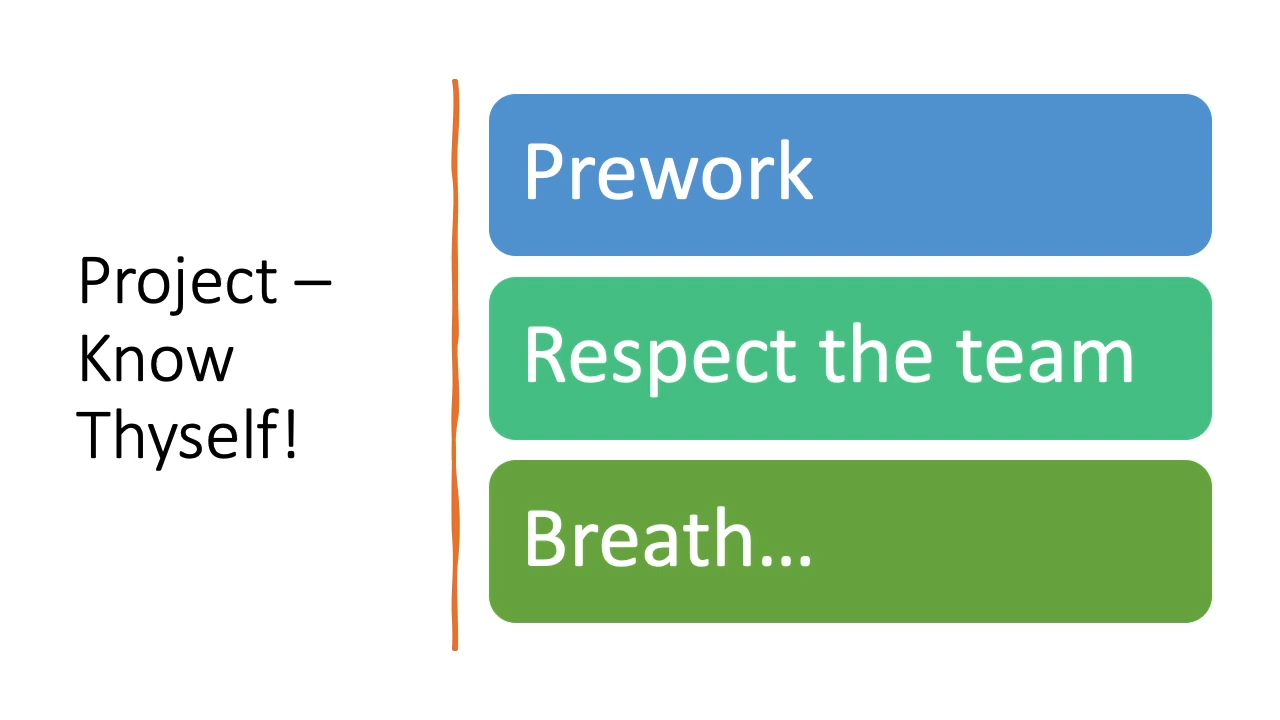 Project –
Know
Thyself!
Prework
Respect the team
Breath...